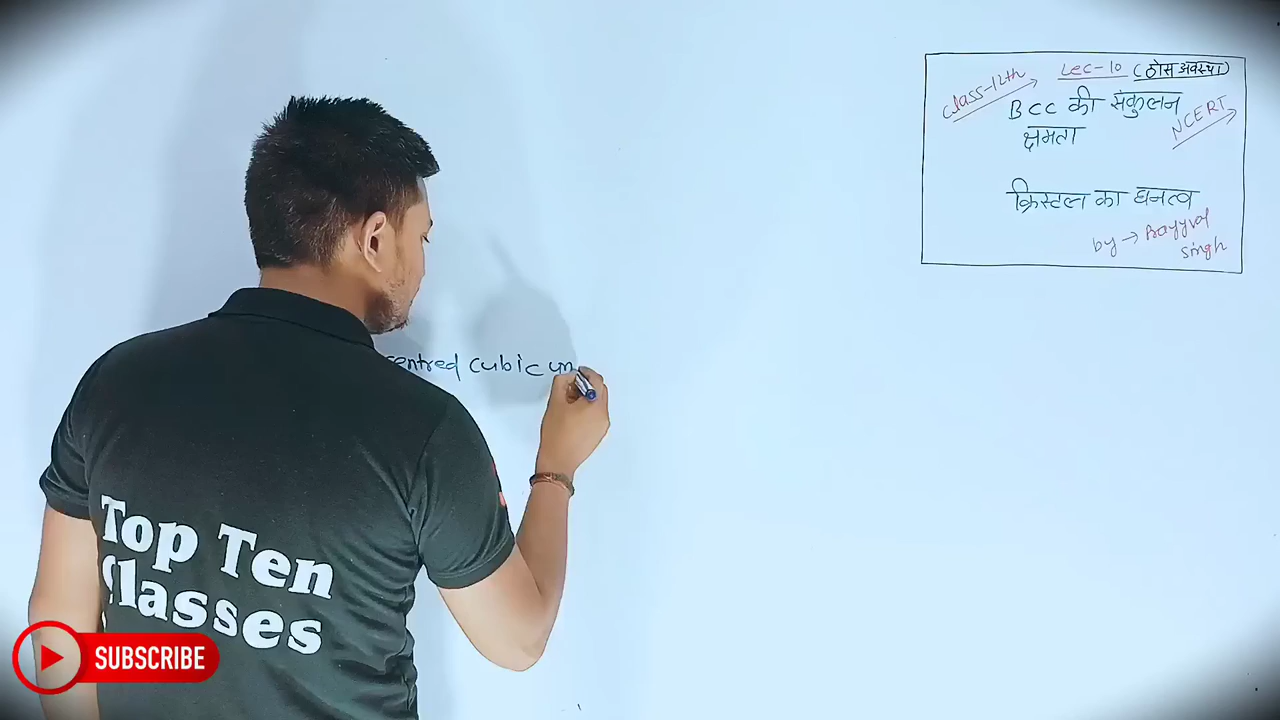 Lec-10 (ठोस अवस्था)
class-12th
BCC की संकुलन
क्षमता
NCERT
क्रिस्टल का घनत्व
by →
singh
centred cubic un
Top Ten
Classes
SUBSCRIBE